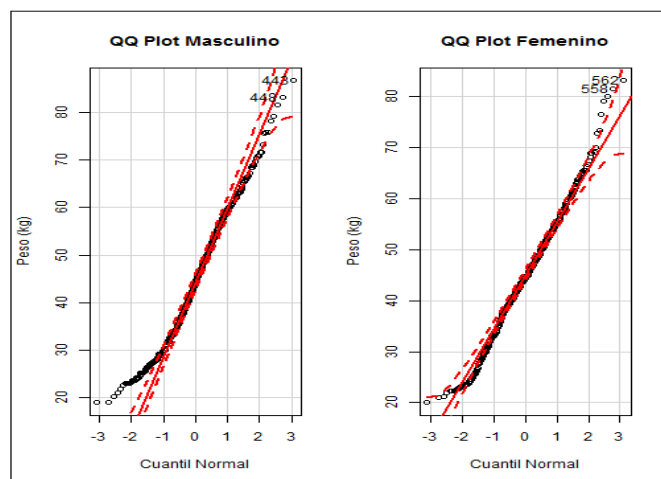 QQ Plot Masculino
443
448
80
70
60
50
40
30
20
Peso (kg)
-3 -2 -1 0 1 2 3
Cuantil Normal
QQ Plot Femenino
562
558
80
70
60
50
40
30
20
Peso (kg)
-3 -2 -1 0 1 2 3
Cuantil Normal